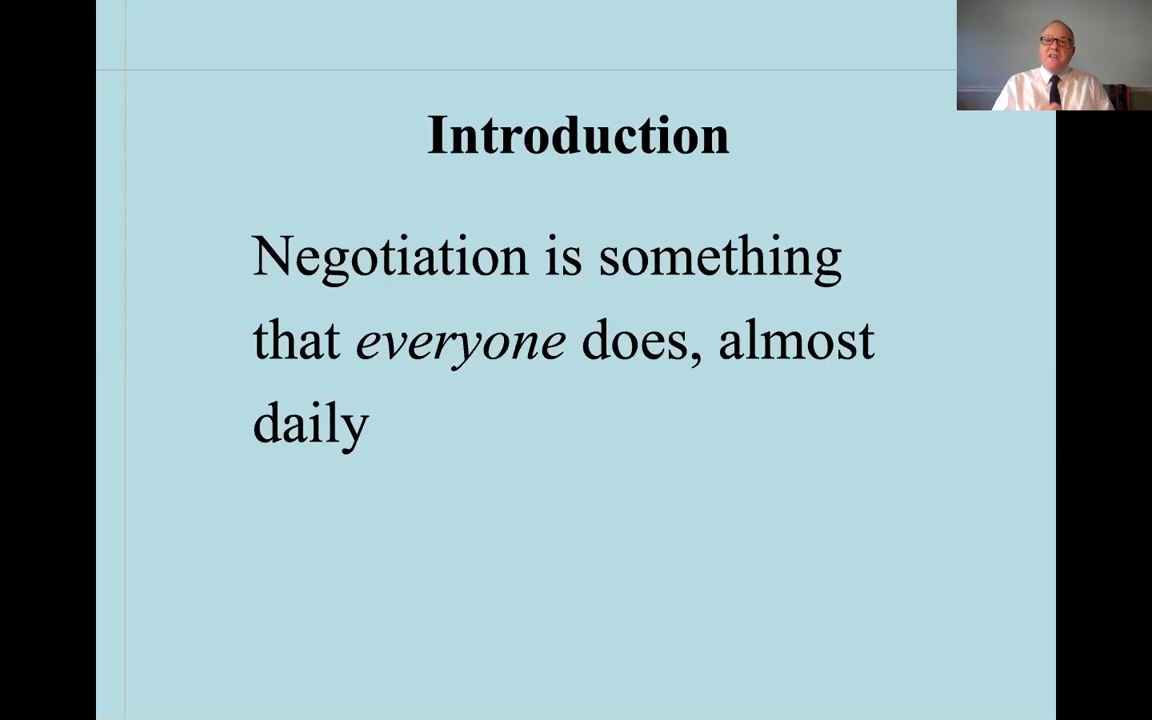 Introduction
Negotiation is something
that everyone does, almost
daily